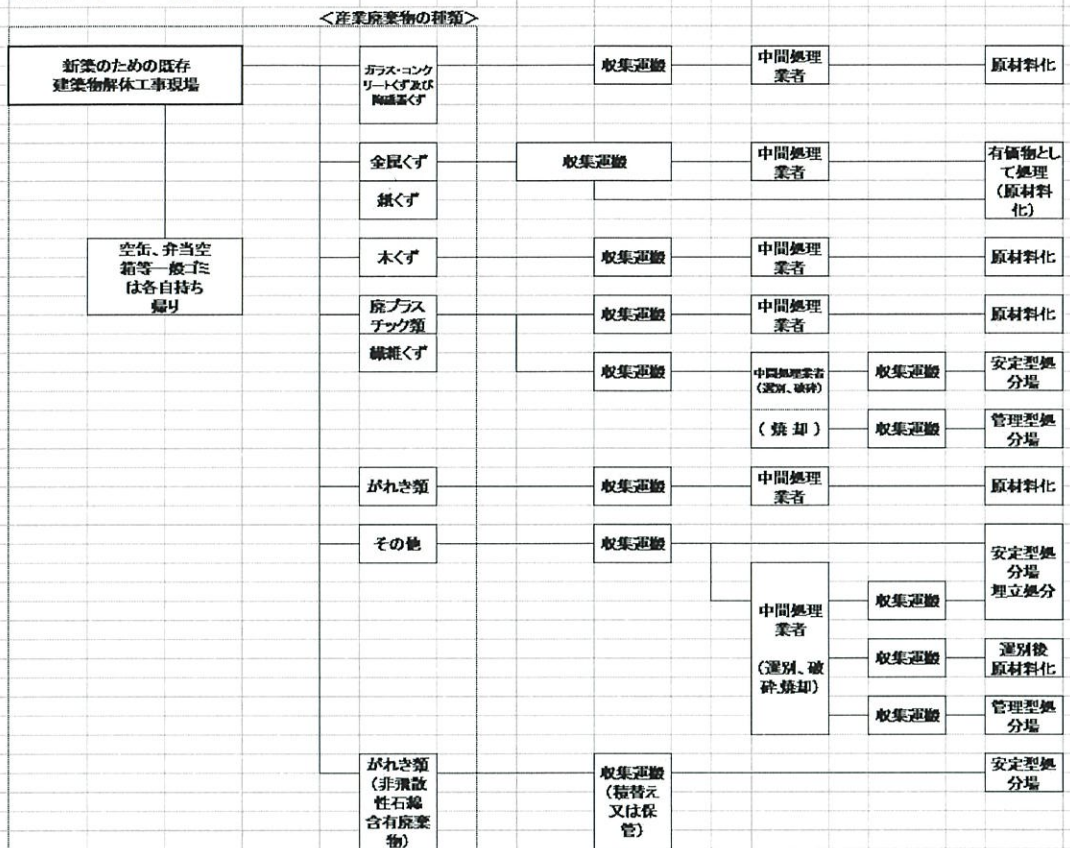 ＜産業廃棄物の種類＞
新築のための既存
建築物解体工事現場
空缶、弁当空
箱等一般ゴミ
は各自持ち
帰り
ガラス・コンク
リートくず及び
陶磁器くず
収集運搬
中間処理
業者
原材料化
金属くず
紙くず
収集運搬
中間処理
業者
有価物とし
て処理
（原材料
化）
木くず
収集運搬
中間処理
業者
原材料化
廃プラス
チック類
繊維くず
収集運搬
中間処理
業者
原材料化
収集運搬
中間処理業者
（選別、破砕）
収集運搬
安定型処
分場
（焼却）
収集運搬
管理型処
分場
がれき類
収集運搬
中間処理
業者
原材料化
その他
収集運搬
安定型処
分場
埋立処分
中間処理
業者
（選別、破
砕、焼却）
収集運搬
収集運搬
選別後
原材料化
収集運搬
管理型処
分場
がれき類
（非飛散
性石綿
含有廃棄
物）
収集運搬
（積替え
又は保
管）
安定型処
分場